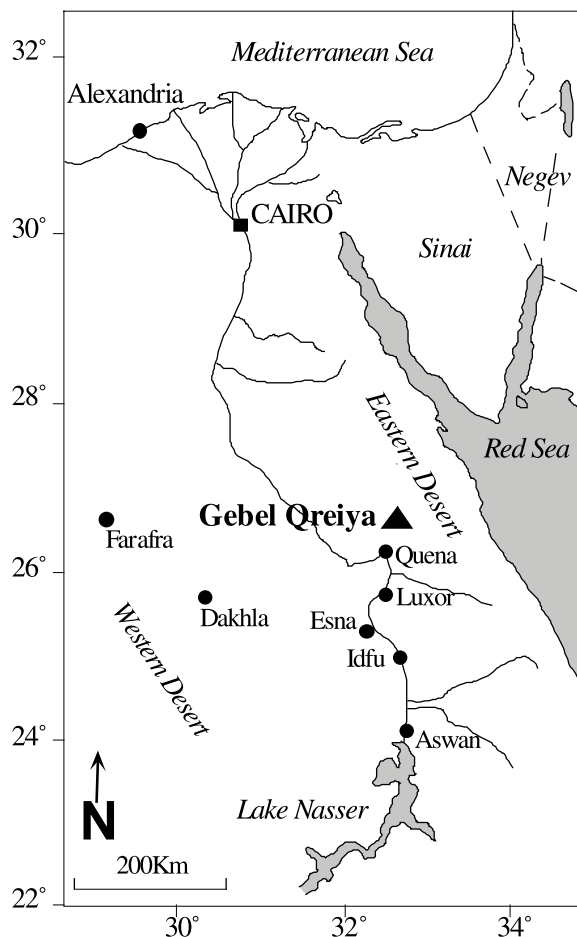 32°
Mediterranean Sea
Alexandria
Negev
30°
CAIRO
Sinai
28°
Eastern Desert
Red Sea
Gebel Qreiya
Farafra
26°
Quena
Dakhla
Luxor
Esna
Western Desert
Idfu
24°
Aswan
N
Lake Nasser
200Km
22°
30°
32°
34°